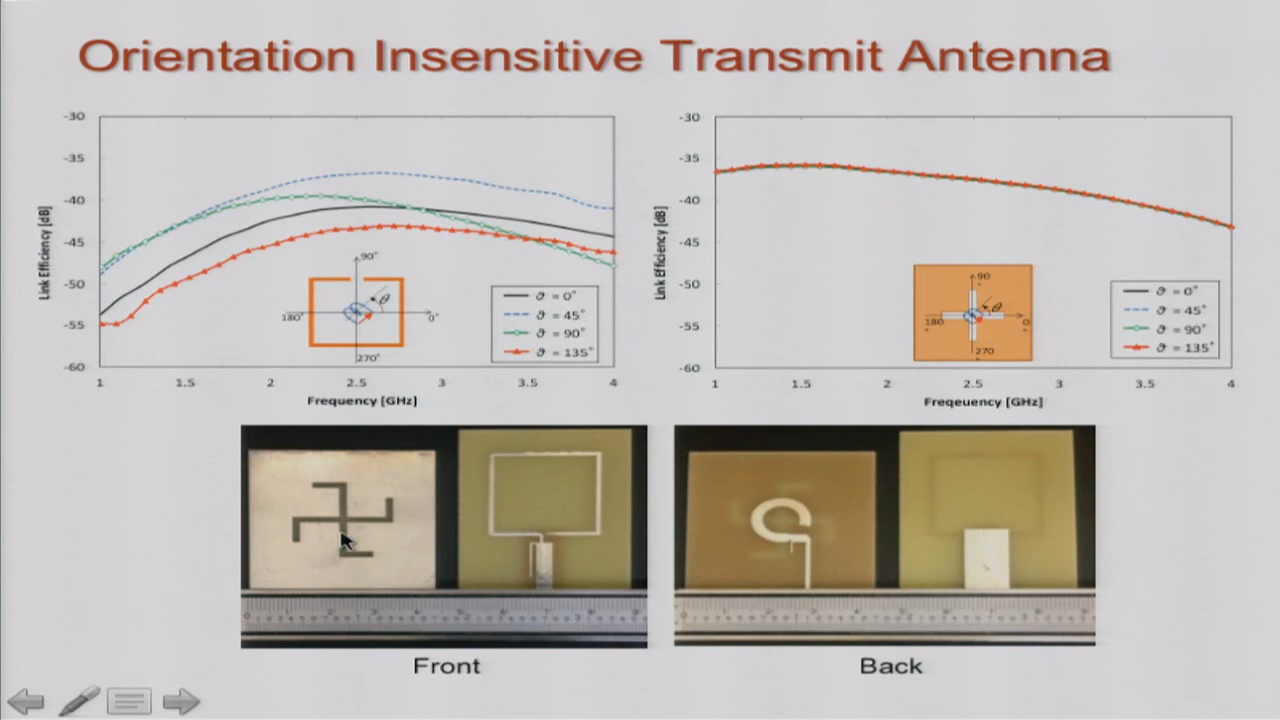 Orientation Insensitive Transmit Antenna
-30
-35
-40
-45
-50
-55
-60
Link Efficiency [dB]
1 1.5 2 2.5 3 3.5 4
Frequency [GHz]
90°
180° 0°
270°
θ
ϑ = 0°
ϑ = 45°
ϑ = 90°
ϑ = 135°
-30
-35
-40
-45
-50
-55
-60
Link Efficiency [dB]
1 1.5 2 2.5 3 3.5 4
Freqeuency [GHz]
90
180 0
270
θ
ϑ = 0°
ϑ = 45°
ϑ = 90°
ϑ = 135°
Front
Back